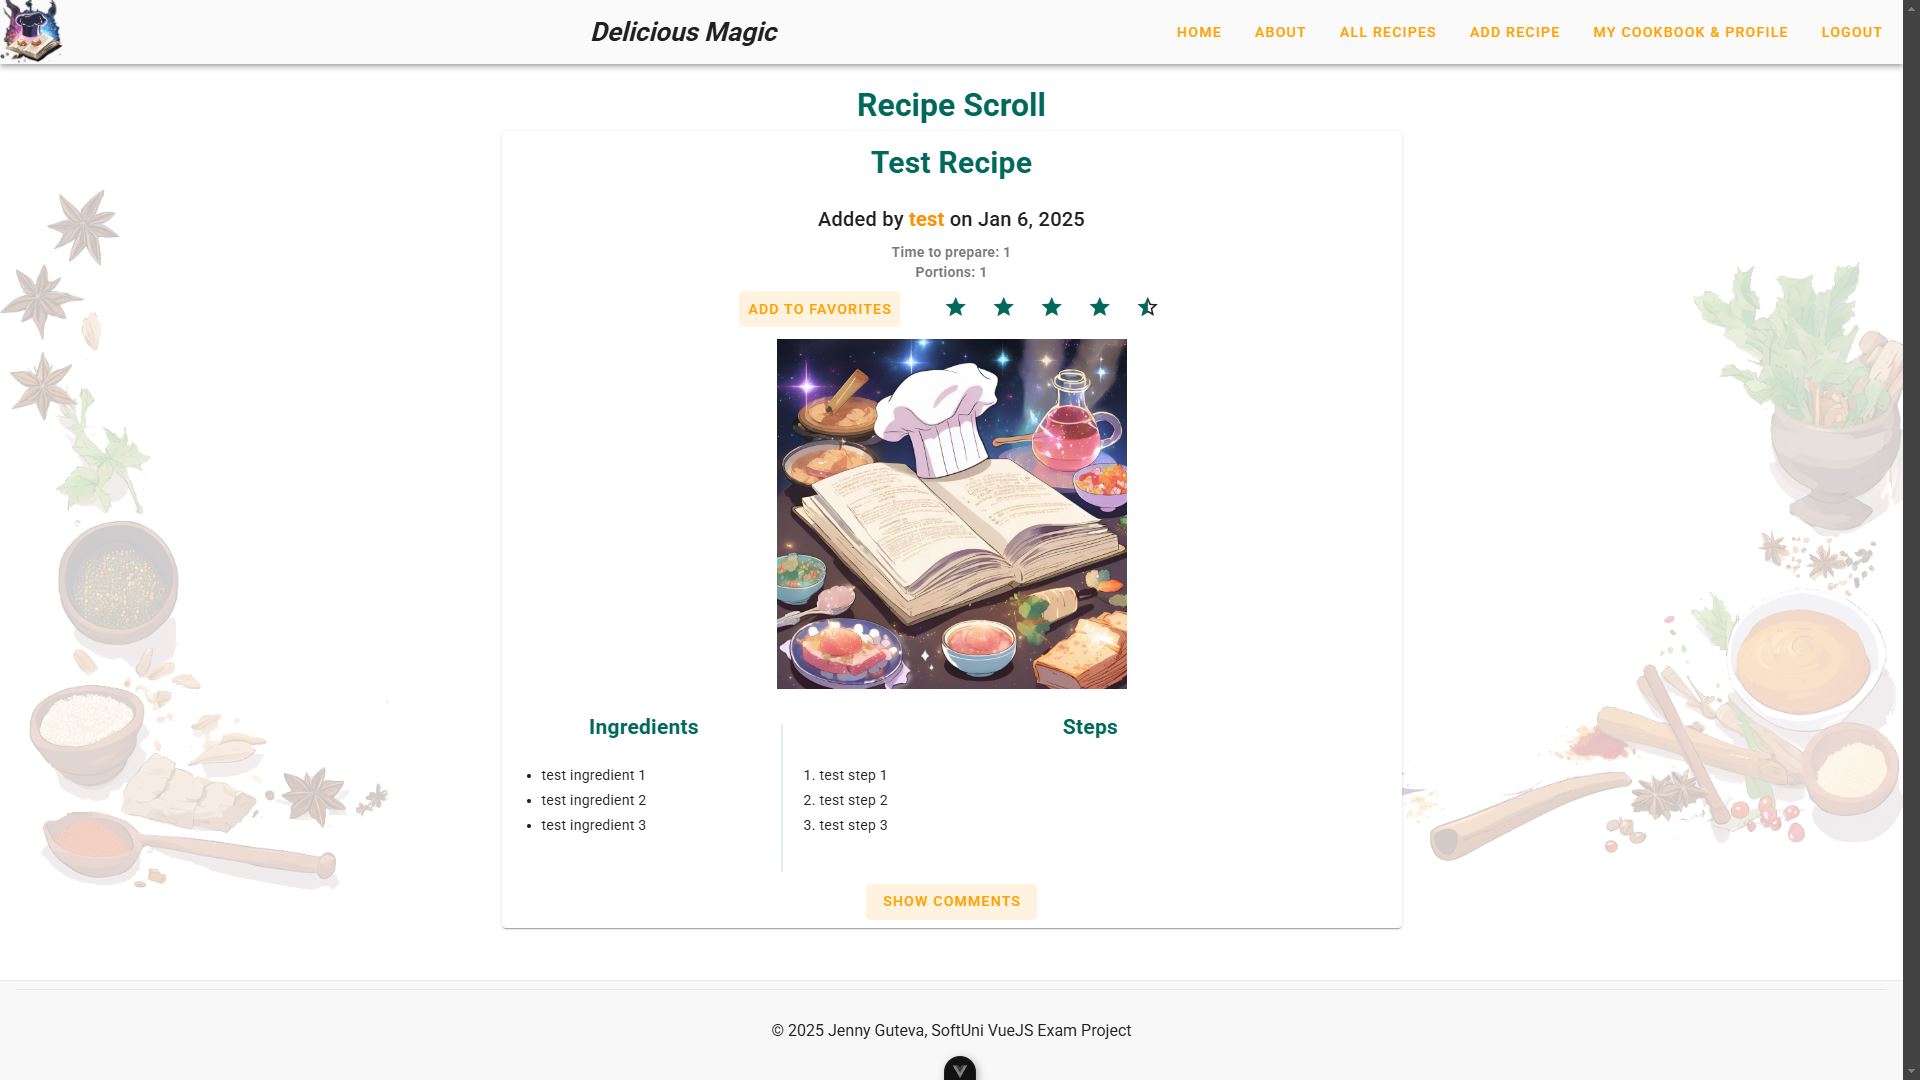 Delicious Magic
HOME
ABOUT
ALL RECIPES
ADD RECIPE
MY COOKBOOK & PROFILE
LOGOUT
Recipe Scroll
Test Recipe
Added by test on Jan 6, 2025
Time to prepare: 1
Portions: 1
ADD TO FAVORITES
Ingredients
• test ingredient 1
• test ingredient 2
• test ingredient 3
Steps
1. test step 1
2. test step 2
3. test step 3
SHOW COMMENTS
© 2025 Jenny Guteva, SoftUni VueJS Exam Project